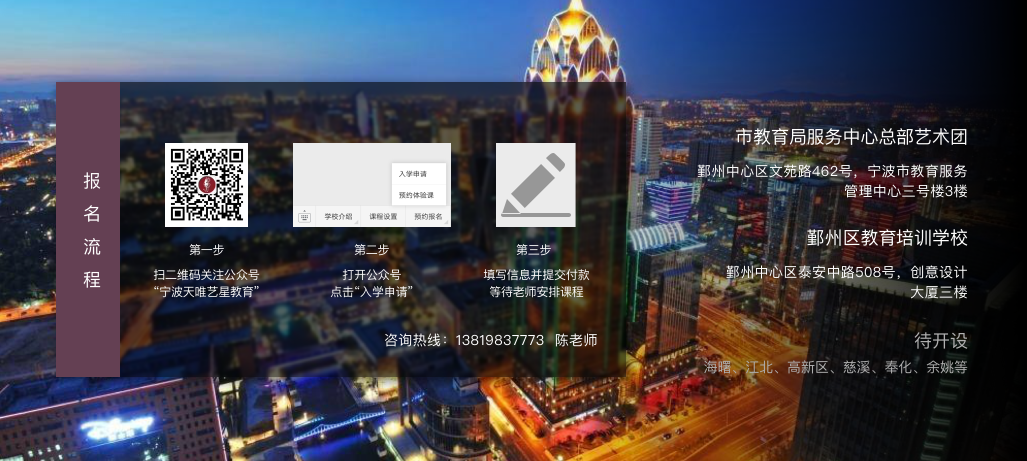 报
名
流
程
入学申请
预约体验课
学校介绍
课程设置
预约报名
第一步
扫二维码关注公众号
“宁波天唯艺星教育”
第二步
打开公众号
点击“入学申请”
第三步
填写信息并提交付款
等待老师安排课程
咨询热线：13819837773 陈老师
市教育局服务中心总部艺术团
鄞州中心区文苑路462号，宁波市教育服务
管理中心三号楼3楼
鄞州区教育培训学校
鄞州中心区泰安中路508号，创意设计
大厦三楼
待开设
海曙、江北、高新区、慈溪、奉化、余姚等